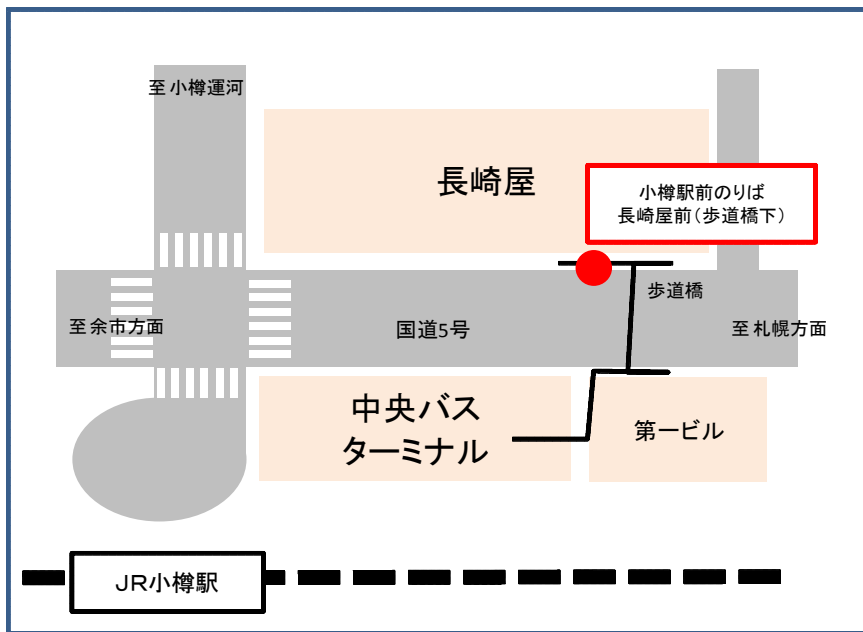 至 小樽運河
長崎屋
小樽駅前のりば
長崎屋前（歩道橋下）
歩道橋
至 余市方面
国道5号
至 札幌方面
中央バス
ターミナル
第一ビル
ＪＲ小樽駅